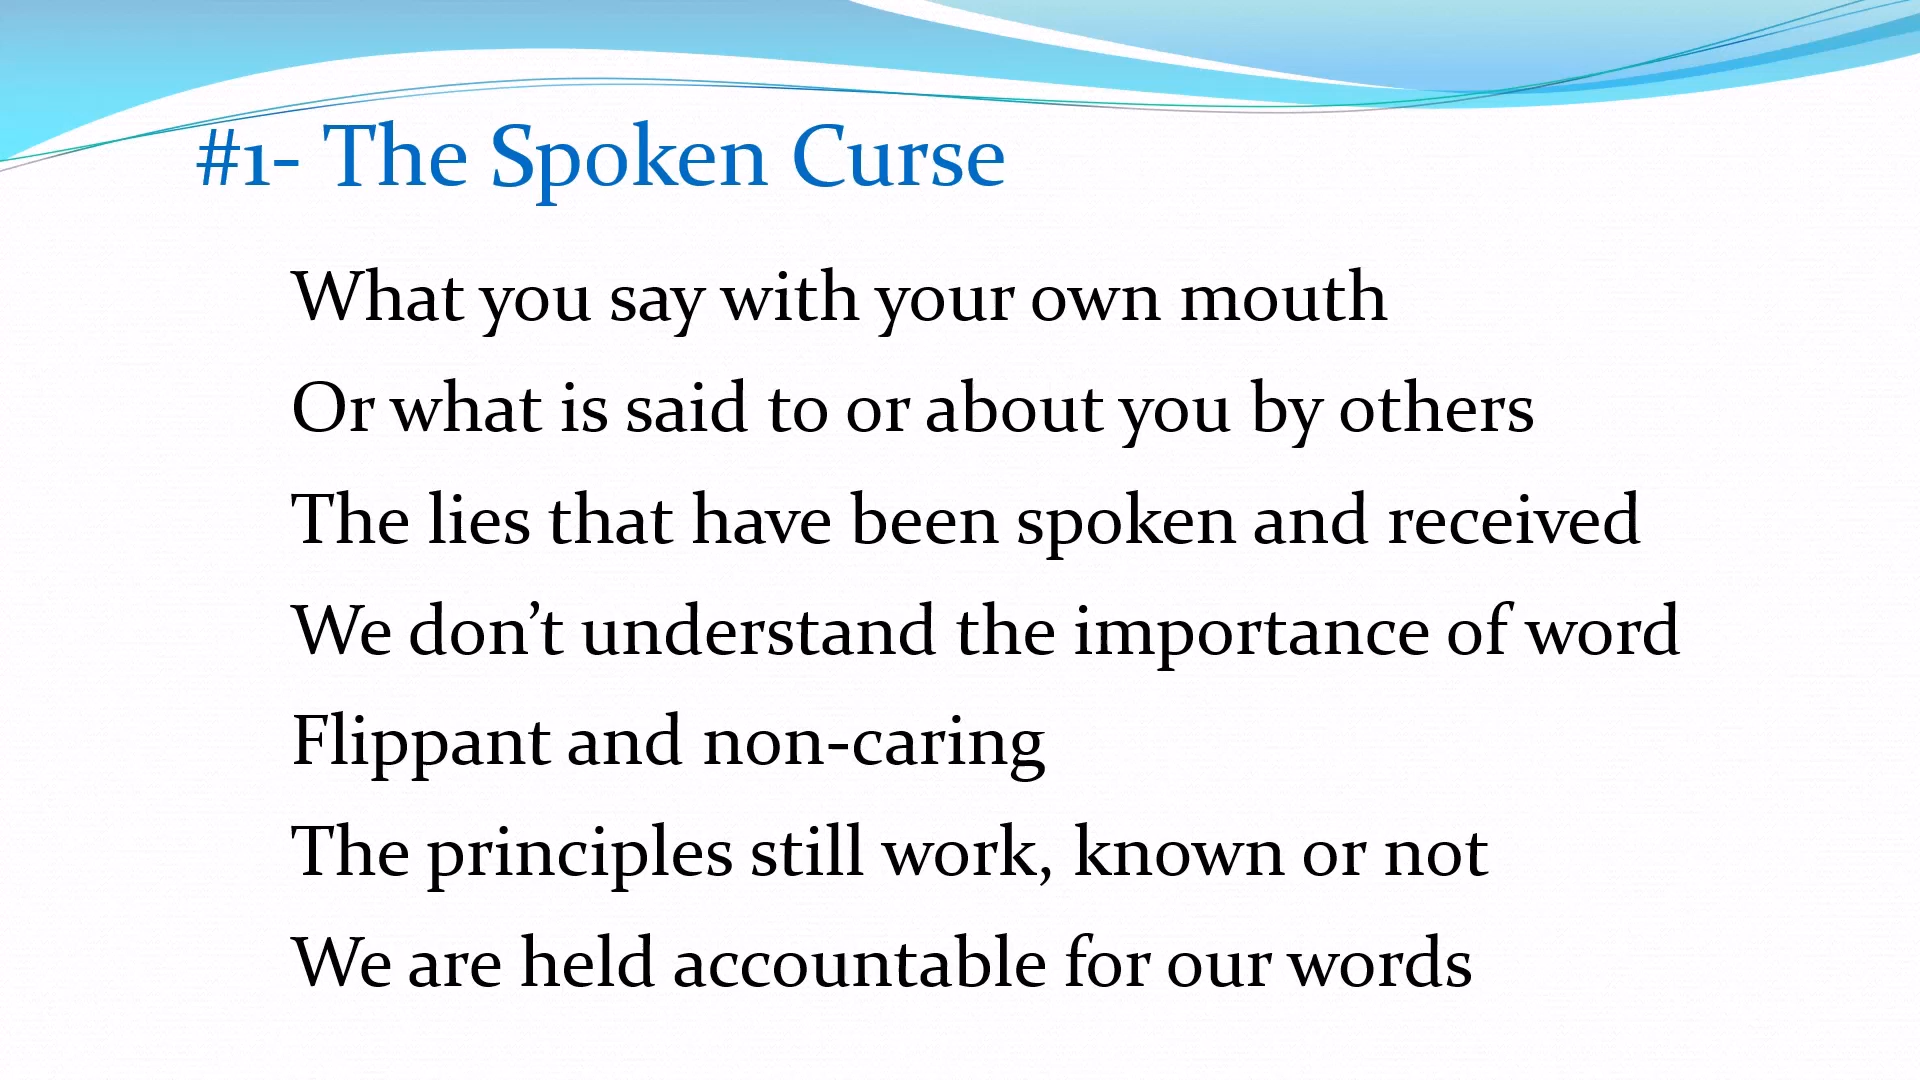 #1- The Spoken Curse
What you say with your own mouth
Or what is said to or about you by others
The lies that have been spoken and received
We don’t understand the importance of word
Flippant and non-caring
The principles still work, known or not
We are held accountable for our words